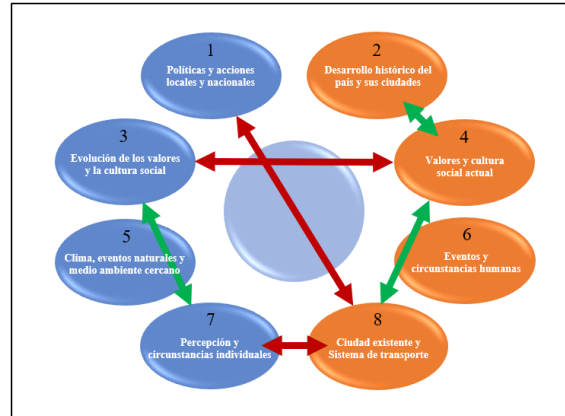 1
Políticas y acciones
locales y nacionales
2
Desarrollo histórico del
país y sus ciudades
3
Evolución de los valores
y la cultura social
4
Valores y cultura
social actual
5
Clima, eventos naturales y
medio ambiente cercano
6
Eventos y
circunstancias humanas
7
Percepción y
circunstancias individuales
8
Ciudad existente y
Sistema de transporte